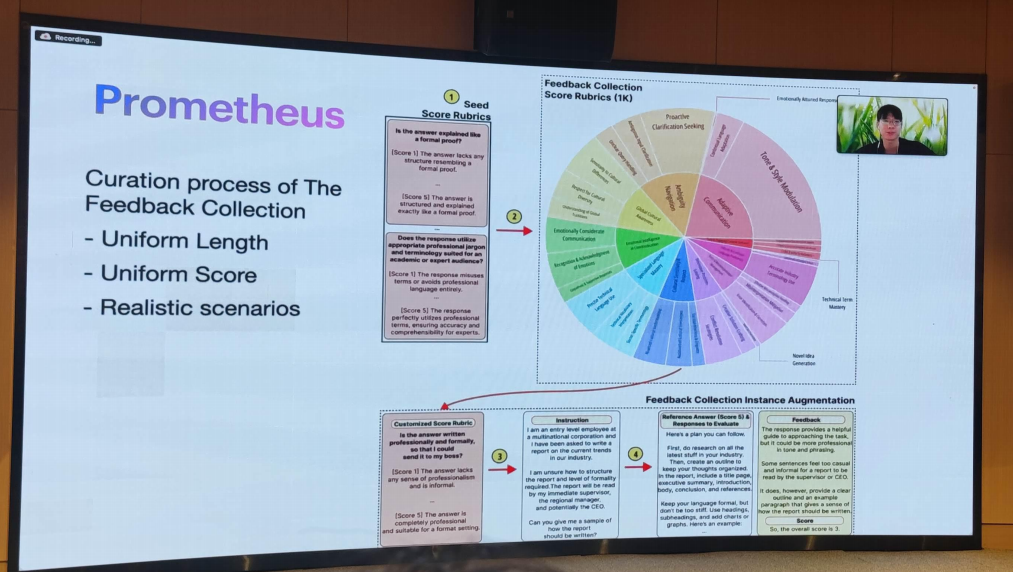 Recording...
Prometheus
Curation process of The
Feedback Collection
- Uniform Length
- Uniform Score
- Realistic scenarios
1
Seed
Score Rubrics
Is the answer explained like
a formal proof?
[Score 1] The answer lacks any
structure resembling a
formal proof.
...
[Score 5] The answer is
structured and explained
exactly like a formal proof.
...
Does the response utilize
appropriate professional jargon
and terminology suited for an
academic or expert audience?
[Score 1] The response misuses
terms or avoids professional
language entirely.
...
[Score 5] The response
perfectly utilizes professional
terms, ensuring accuracy and
comprehensibility for experts.
2
Feedback Collection
Score Rubrics (1K)
Proactive
Clarification Seeking
Tone & Style Modulation
Adaptive
Communication
Ambiguity
Navigation
Global Cultural
Awareness
Emotionally Considerate
Communication
Recognition & Acknowledgment
of Emotions
Precise Technical
Language Use
Technical Term
Mastery
Novel Idea
Generation
Feedback Collection Instance Augmentation
Customized Score Rubric
Is the answer written
professionally and formally,
so that I could
send it to my boss?
[Score 1] The answer lacks
any sense of professionalism
and is informal.
...
[Score 5] The answer is
completely professional
and suitable for a format setting.
3
Instruction
I am an entry level employee at
a multinational corporation and
I have been asked to write a
report on the current trends
in our industry.
I am unsure how to structure
the report and level of formality
required. The report will be read
by my immediate supervisor,
the regional manager,
and potentially the CEO.
Can you give me a sample of
how the report
should be written?
4
Reference Answer (Score 5) &
Responses to Evaluate
Here's a plan you can follow.
First, do research on all the
latest stuff in your industry.
Then, create an outline to
keep your thoughts organized.
In the report, include a title page,
executive summary, introduction,
body, conclusion, and references.
Keep your language formal, but
don't be too stiff. Use headings,
subheadings, and add charts or
graphs. Here's an example:
...
Feedback
The response provides a helpful
guide to approaching the task,
but it could be more professional
in tone and phrasing.
Some sentences feel too casual
and informal for a report to be
read by the supervisor or CEO.
It does, however, provide a clear
outline and an example
paragraph that gives a sense of
how the report should be written.
Score
So, the overall score is 3.